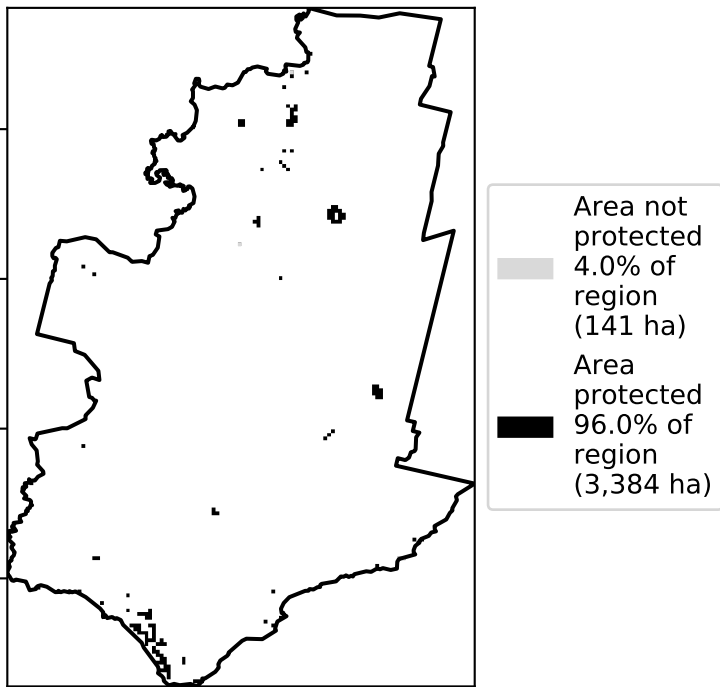 Area not
protected
4.0% of
region
(141 ha)
Area
protected
96.0% of
region
(3,384 ha)